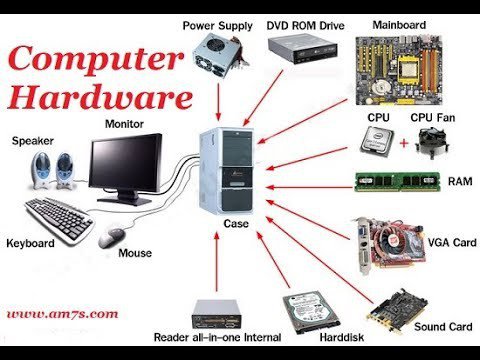 Computer
Hardware
Power Supply
DVD ROM Drive
Mainboard
Speaker
Monitor
CPU
CPU Fan
+
RAM
Case
Keyboard
Mouse
VGA Card
www.am7s.com
Reader all-in-one Internal
Harddisk
Sound Card